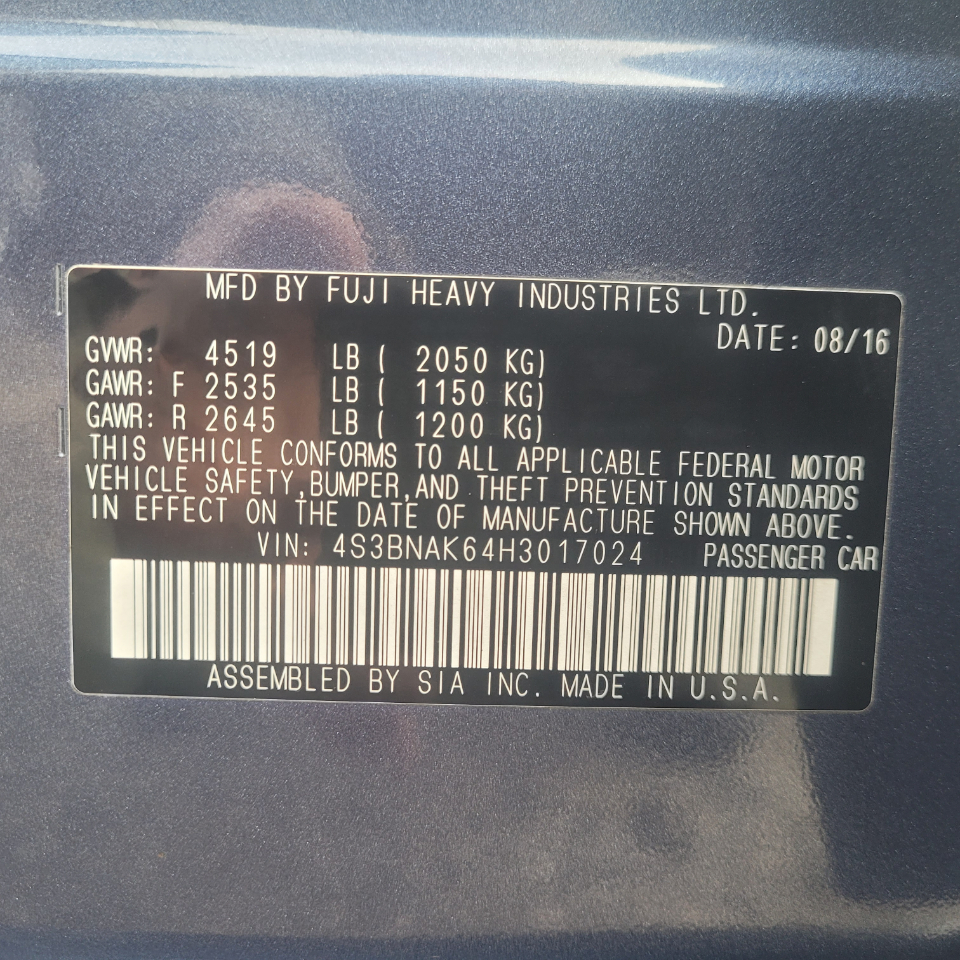 MFD BY FUJI HEAVY INDUSTRIES LTD.
DATE: 08/16
GVWR: 4519 LB ( 2050 KG)
GAWR: F 2535 LB ( 1150 KG)
GAWR: R 2645 LB ( 1200 KG)
THIS VEHICLE CONFORMS TO ALL APPLICABLE FEDERAL MOTOR
VEHICLE SAFETY,BUMPER,AND THEFT PREVENTION STANDARDS
IN EFFECT ON THE DATE OF MANUFACTURE SHOWN ABOVE.
VIN: 4S3BNAK64H3017024 PASSENGER CAR
ASSEMBLED BY SIA INC. MADE IN U.S.A.